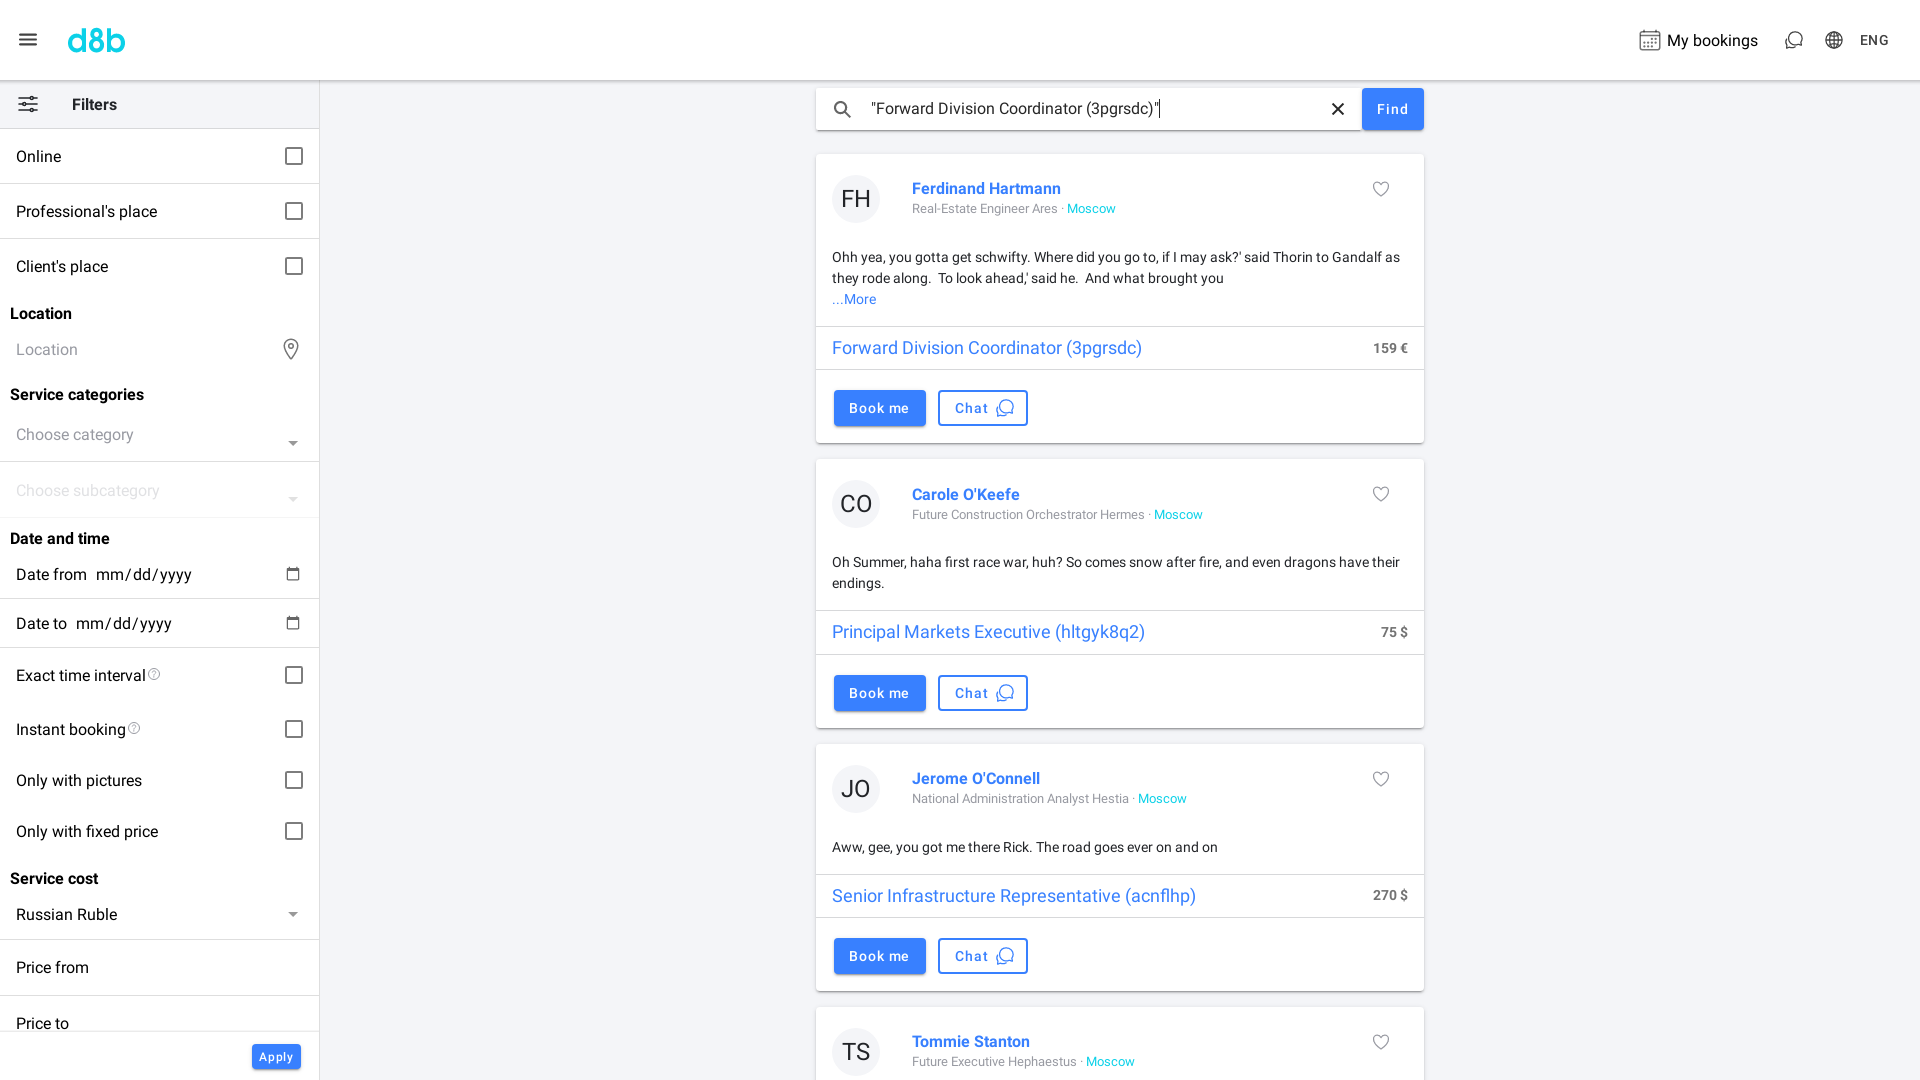 d8b
My bookings
ENG
Filters
Online
Professional's place
Client's place
Location
Location
Service categories
Choose category
Choose subcategory
Date and time
Date from mm/dd/yyyy
Date to mm/dd/yyyy
Exact time interval
Instant booking
Only with pictures
Only with fixed price
Service cost
Russian Ruble
Price from
Price to
Apply
"Forward Division Coordinator (3pgrsdc)"
Find
FH
Ferdinand Hartmann
Real-Estate Engineer Ares · Moscow
Ohh yea, you gotta get schwifty. Where did you go to, if I may ask?' said Thorin to Gandalf as
they rode along.  To look ahead,' said he.  And what brought you
...More
Forward Division Coordinator (3pgrsdc) 159 €
Book me
Chat
CO
Carole O'Keefe
Future Construction Orchestrator Hermes · Moscow
Oh Summer, haha first race war, huh? So comes snow after fire, and even dragons have their
endings.
Principal Markets Executive (hltgyk8q2) 75 $
Book me
Chat
JO
Jerome O'Connell
National Administration Analyst Hestia · Moscow
Aww, gee, you got me there Rick. The road goes ever on and on
Senior Infrastructure Representative (acnflhp) 270 $
Book me
Chat
TS
Tommie Stanton
Future Executive Hephaestus · Moscow